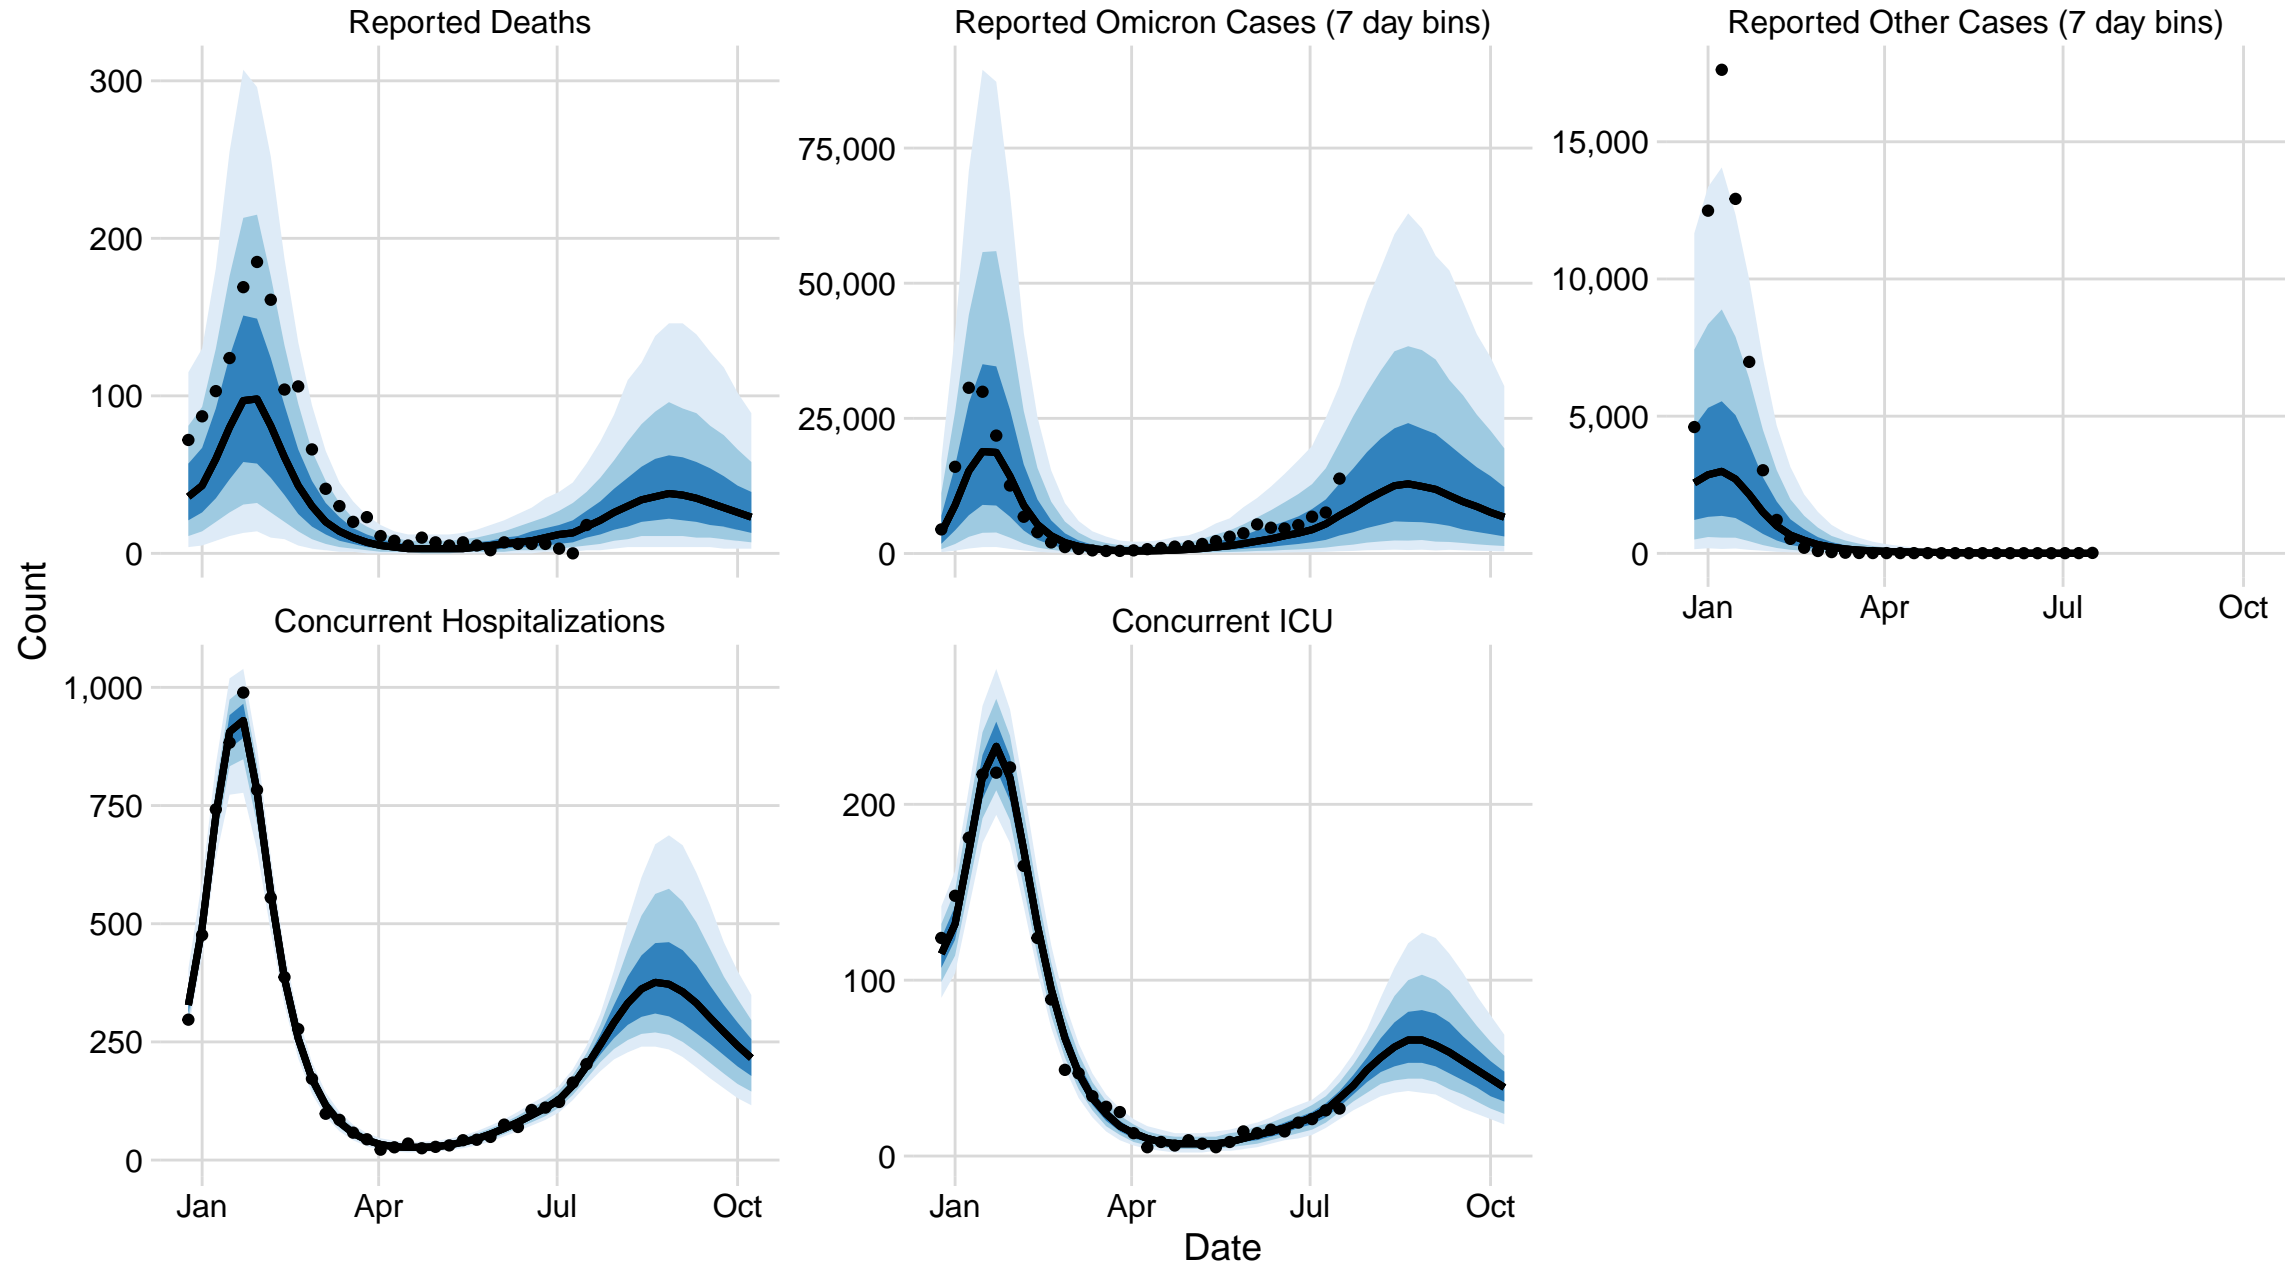 Reported Deaths
Reported Omicron Cases (7 day bins)
Reported Other Cases (7 day bins)
300
200
100
0
75,000
50,000
25,000
0
15,000
10,000
5,000
0
Jan Apr Jul Oct
Count
Concurrent Hospitalizations
Concurrent ICU
1,000
750
500
250
0
200
100
0
Jan Apr Jul Oct
Jan Apr Jul Oct
Date